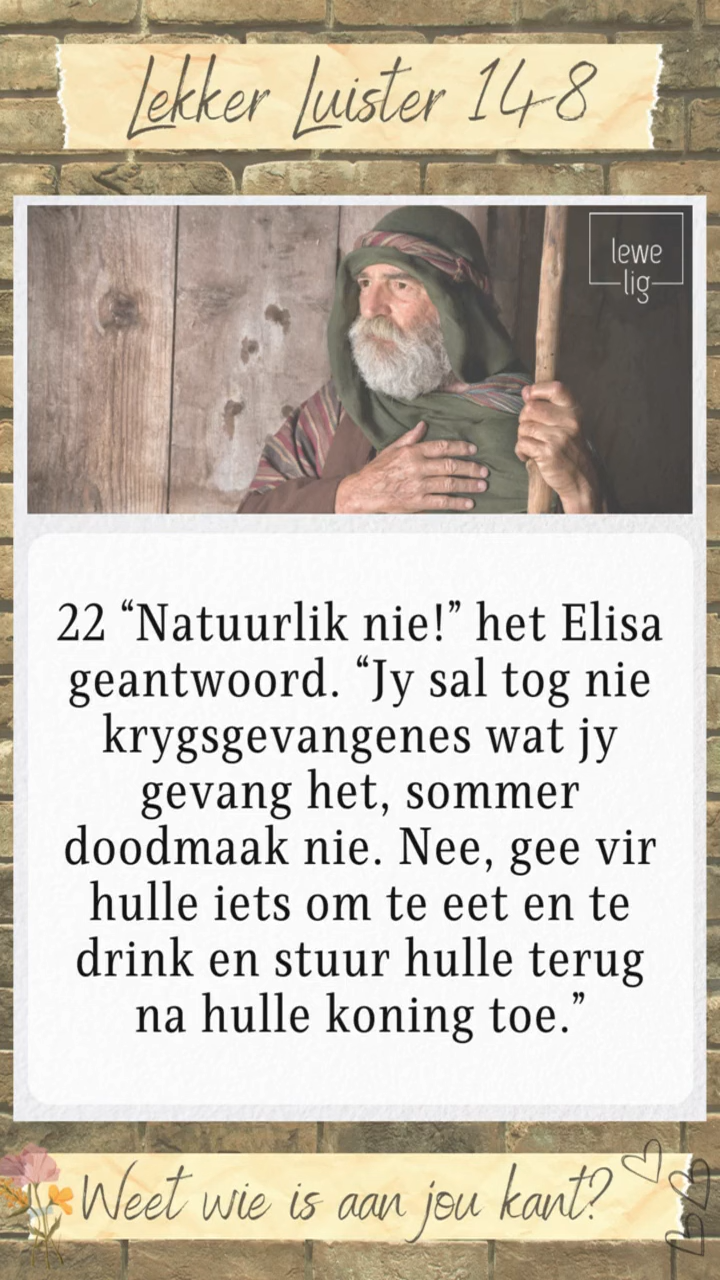 Lekker Luister 148
lewe
lig
22 “Natuurlik nie!” het Elisa
geantwoord. “Jy sal tog nie
krygsgevangenes wat jy
gevang het, sommer
doodmaak nie. Nee, gee vir
hulle iets om te eet en te
drink en stuur hulle terug
na hulle koning toe.”
Weet wie is aan jou kant?